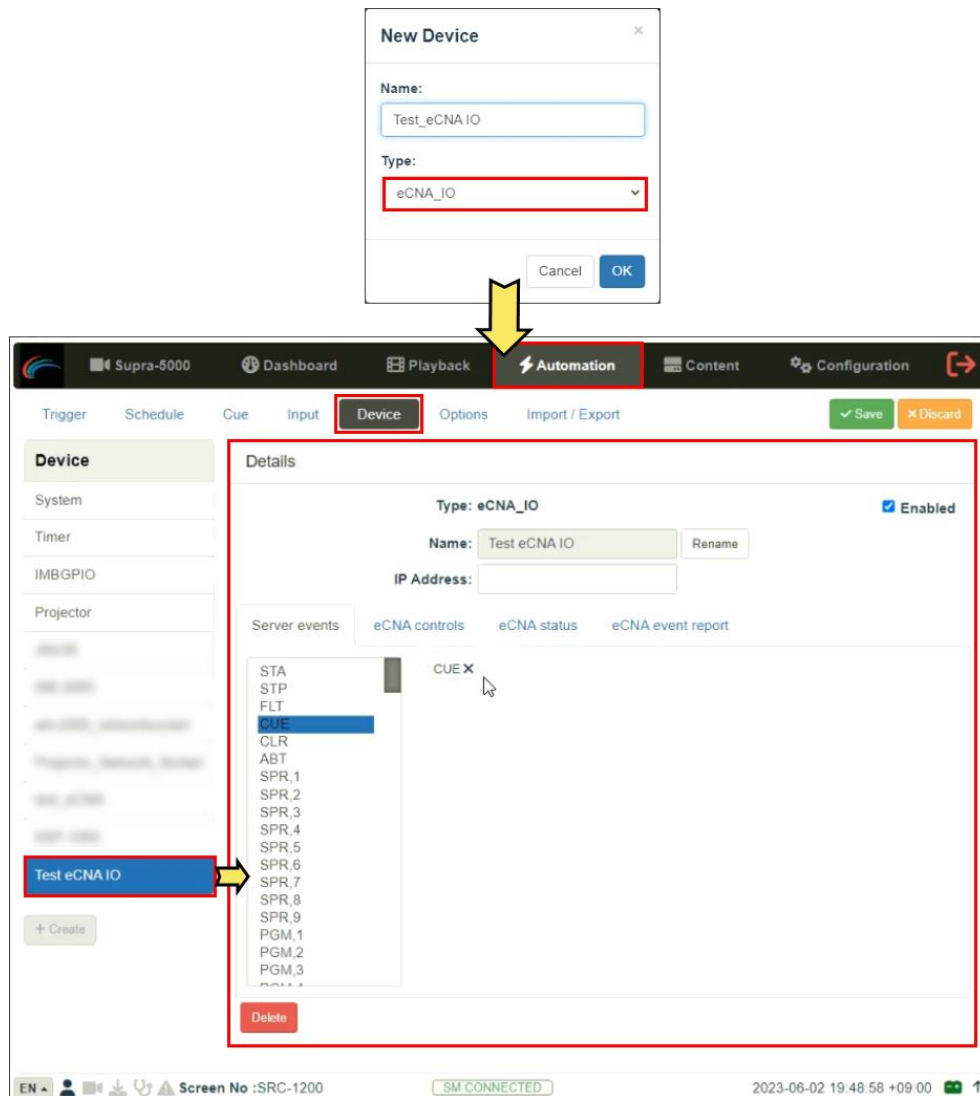 New Device
×
Name:
Test_eCNA IO
Type:
eCNA_IO
Cancel OK
Supra-5000 Dashboard Playback Automation Content Configuration
Trigger Schedule Cue Input Device Options Import / Export Save × Discard
Device
System
Timer
IMBGPIO
Projector
Test eCNA IO
+ Create
Details
Type: eCNA_IO Enabled
Name: Test eCNA IO Rename
IP Address:
Server events eCNA controls eCNA status eCNA event report
STA
STP
FLT
CUE
CLR
ABT
SPR,1
SPR,2
SPR,3
SPR,4
SPR,5
SPR,6
SPR,7
SPR,8
SPR,9
PGM,1
PGM,2
PGM,3
CUE ×
Delete
EN Screen No :SRC-1200 SM CONNECTED 2023-06-02 19:48:58 +09:00